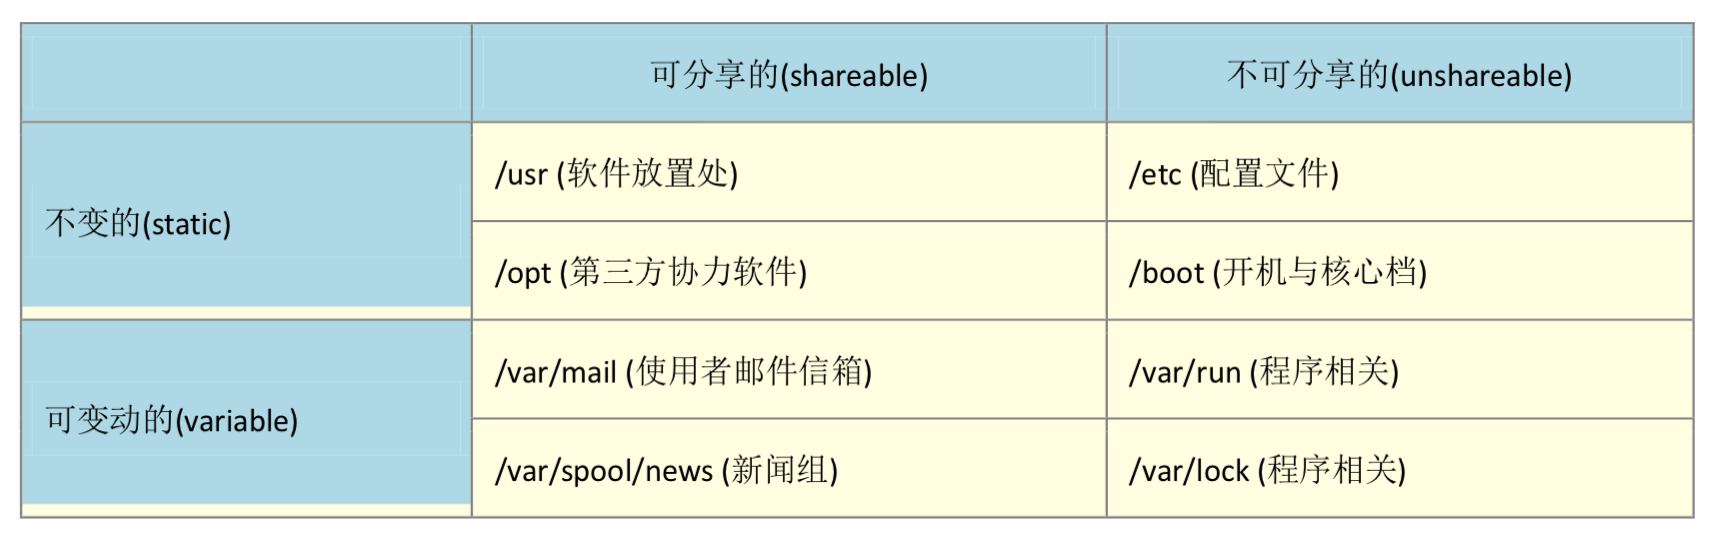 可分享的(shareable)
不可分享的(unshareable)
不变的(static)
/usr (软件放置处)
/etc (配置文件)
/opt (第三方协力软件)
/boot (开机与核心档)
可变动的(variable)
/var/mail (使用者邮件信箱)
/var/run (程序相关)
/var/spool/news (新闻组)
/var/lock (程序相关)